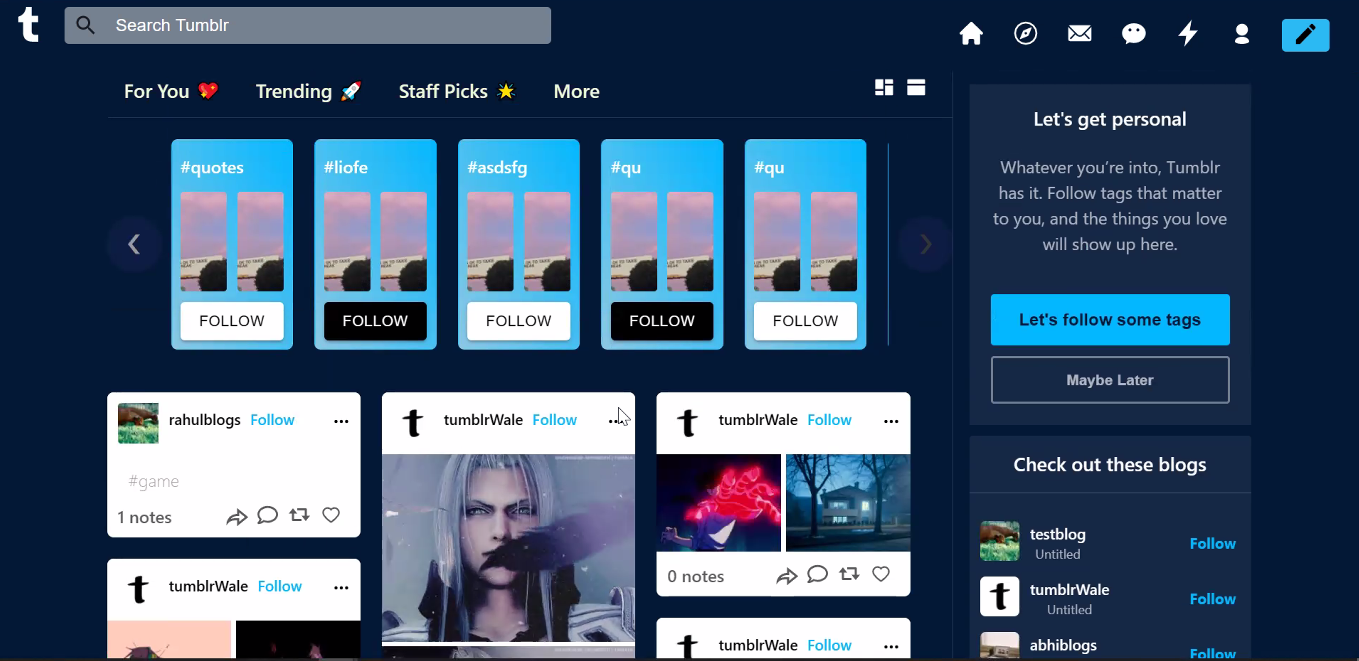 t
Search Tumblr
For You 💖 Trending 🚀 Staff Picks 🌟 More
#quotes
FOLLOW
#liofe
FOLLOW
#asdsfg
FOLLOW
#qu
FOLLOW
#qu
FOLLOW
rahulblogs Follow
#game
1 notes
t tumblrWale Follow
t tumblrWale Follow
t tumblrWale Follow
0 notes
t tumblrWale Follow
Let's get personal
Whatever you're into, Tumblr
has it. Follow tags that matter
to you, and the things you love
will show up here.
Let's follow some tags
Maybe Later
Check out these blogs
testblog
Untitled
Follow
t
tumblrWale
Untitled
Follow
abhiblogs
Follow